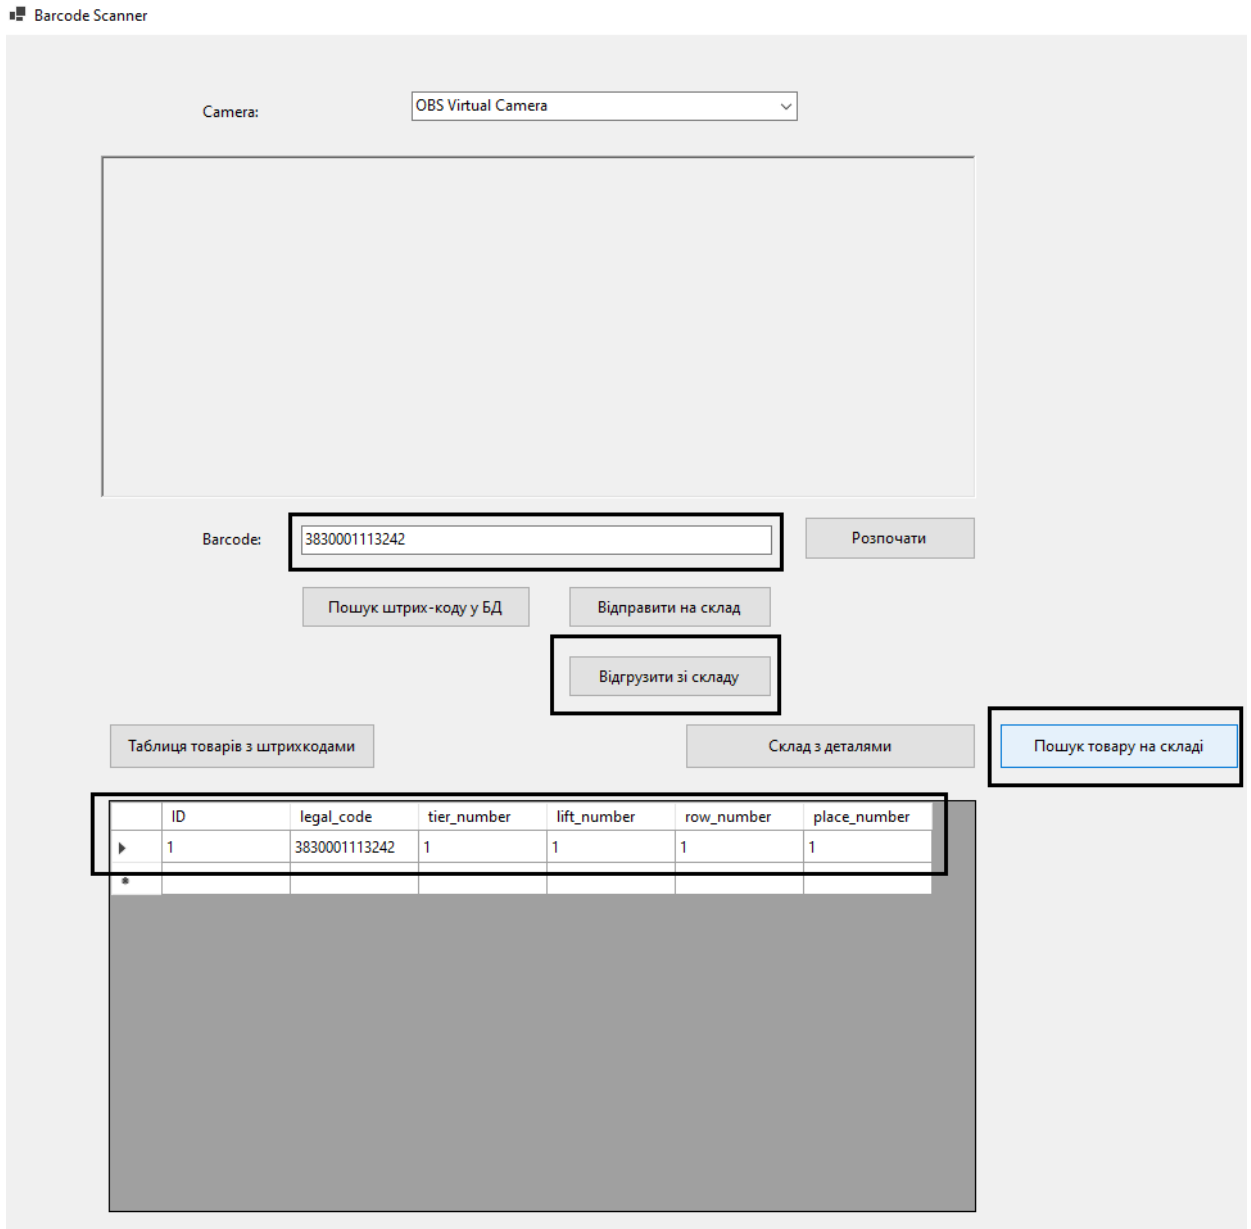 Barcode Scanner
Camera:
OBS Virtual Camera
Barcode:
3830001113242
Розпочати
Пошук штрих-коду у БД
Відправити на склад
Відгрузити зі складу
Таблиця товарів з штрихкодами
Склад з деталями
Пошук товару на складі
ID legal_code tier_number lift_number row_number place_number
1 3830001113242 1 1 1 1